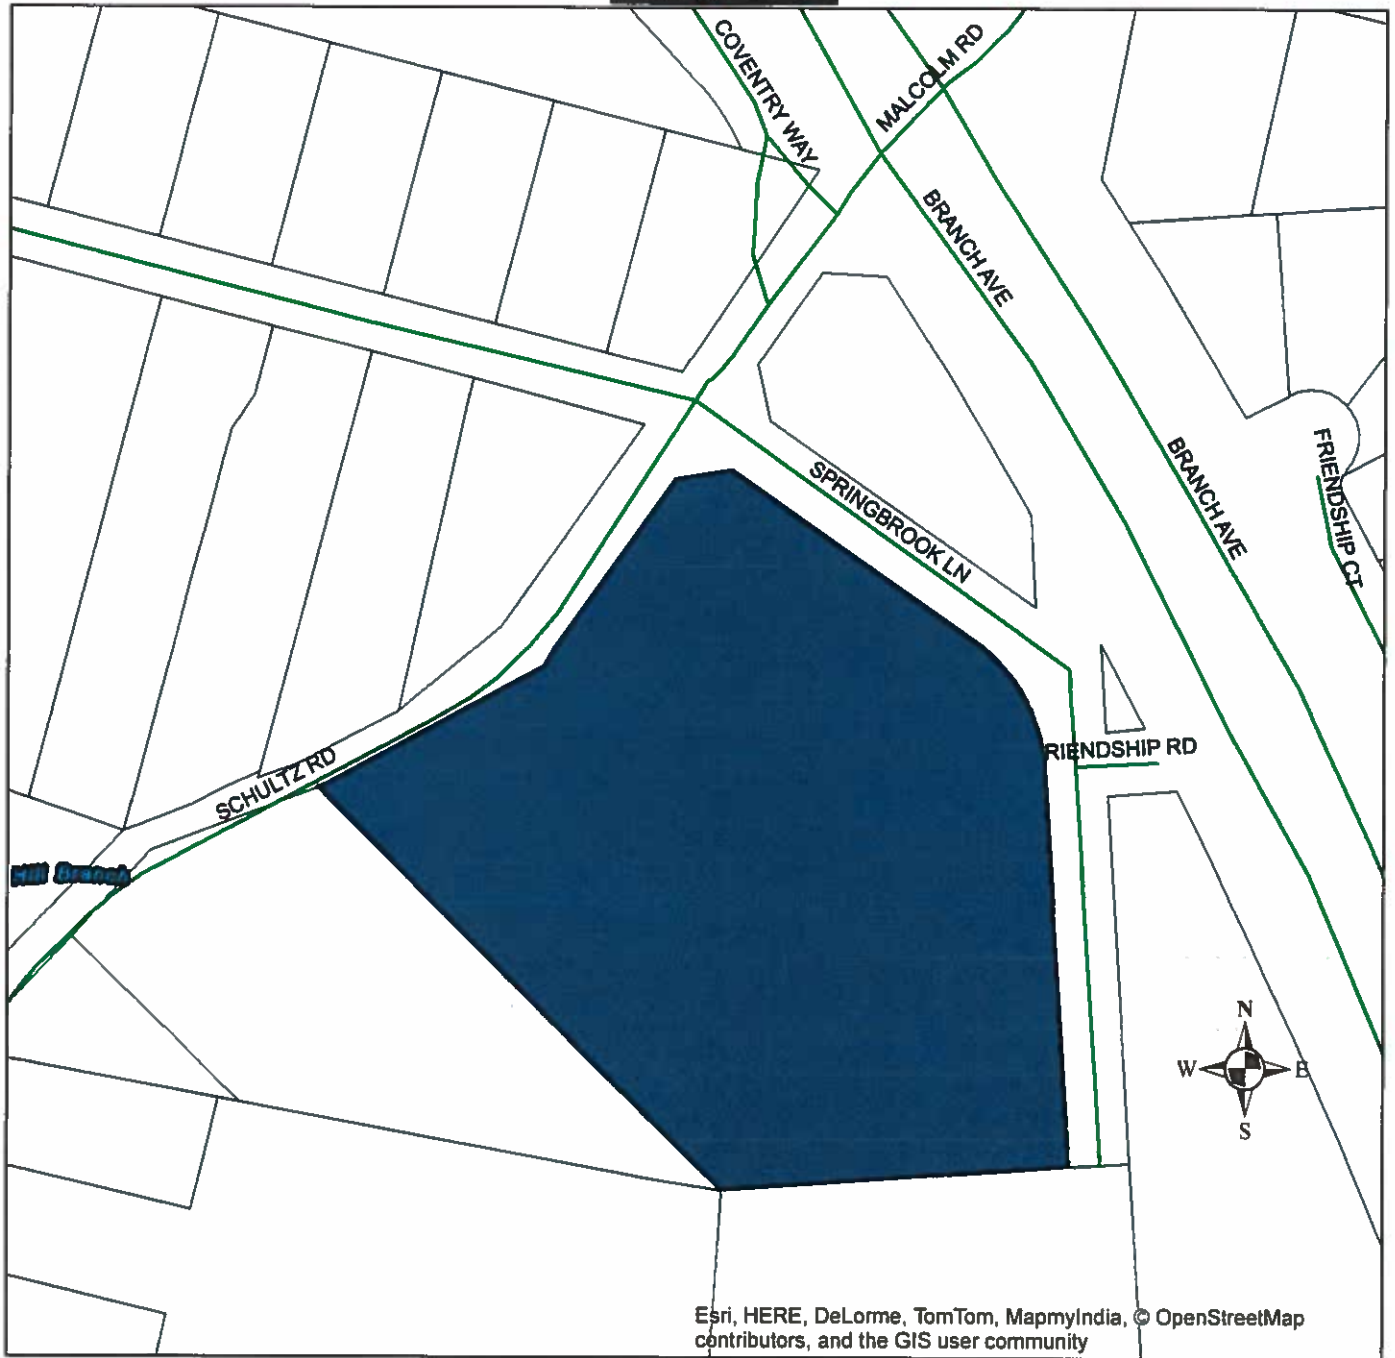 COVENTRY WAY
MALCOLM RD
BRANCH AVE
BRANCH AVE
FRIENDSHIP CT
SPRINGBROOK LN
RIENDSHIP RD
SCHULTZ RD
Hill Branch
N
W E
S
Esri, HERE, DeLorme, TomTom, MapmyIndia, © OpenStreetMap
contributors, and the GIS user community